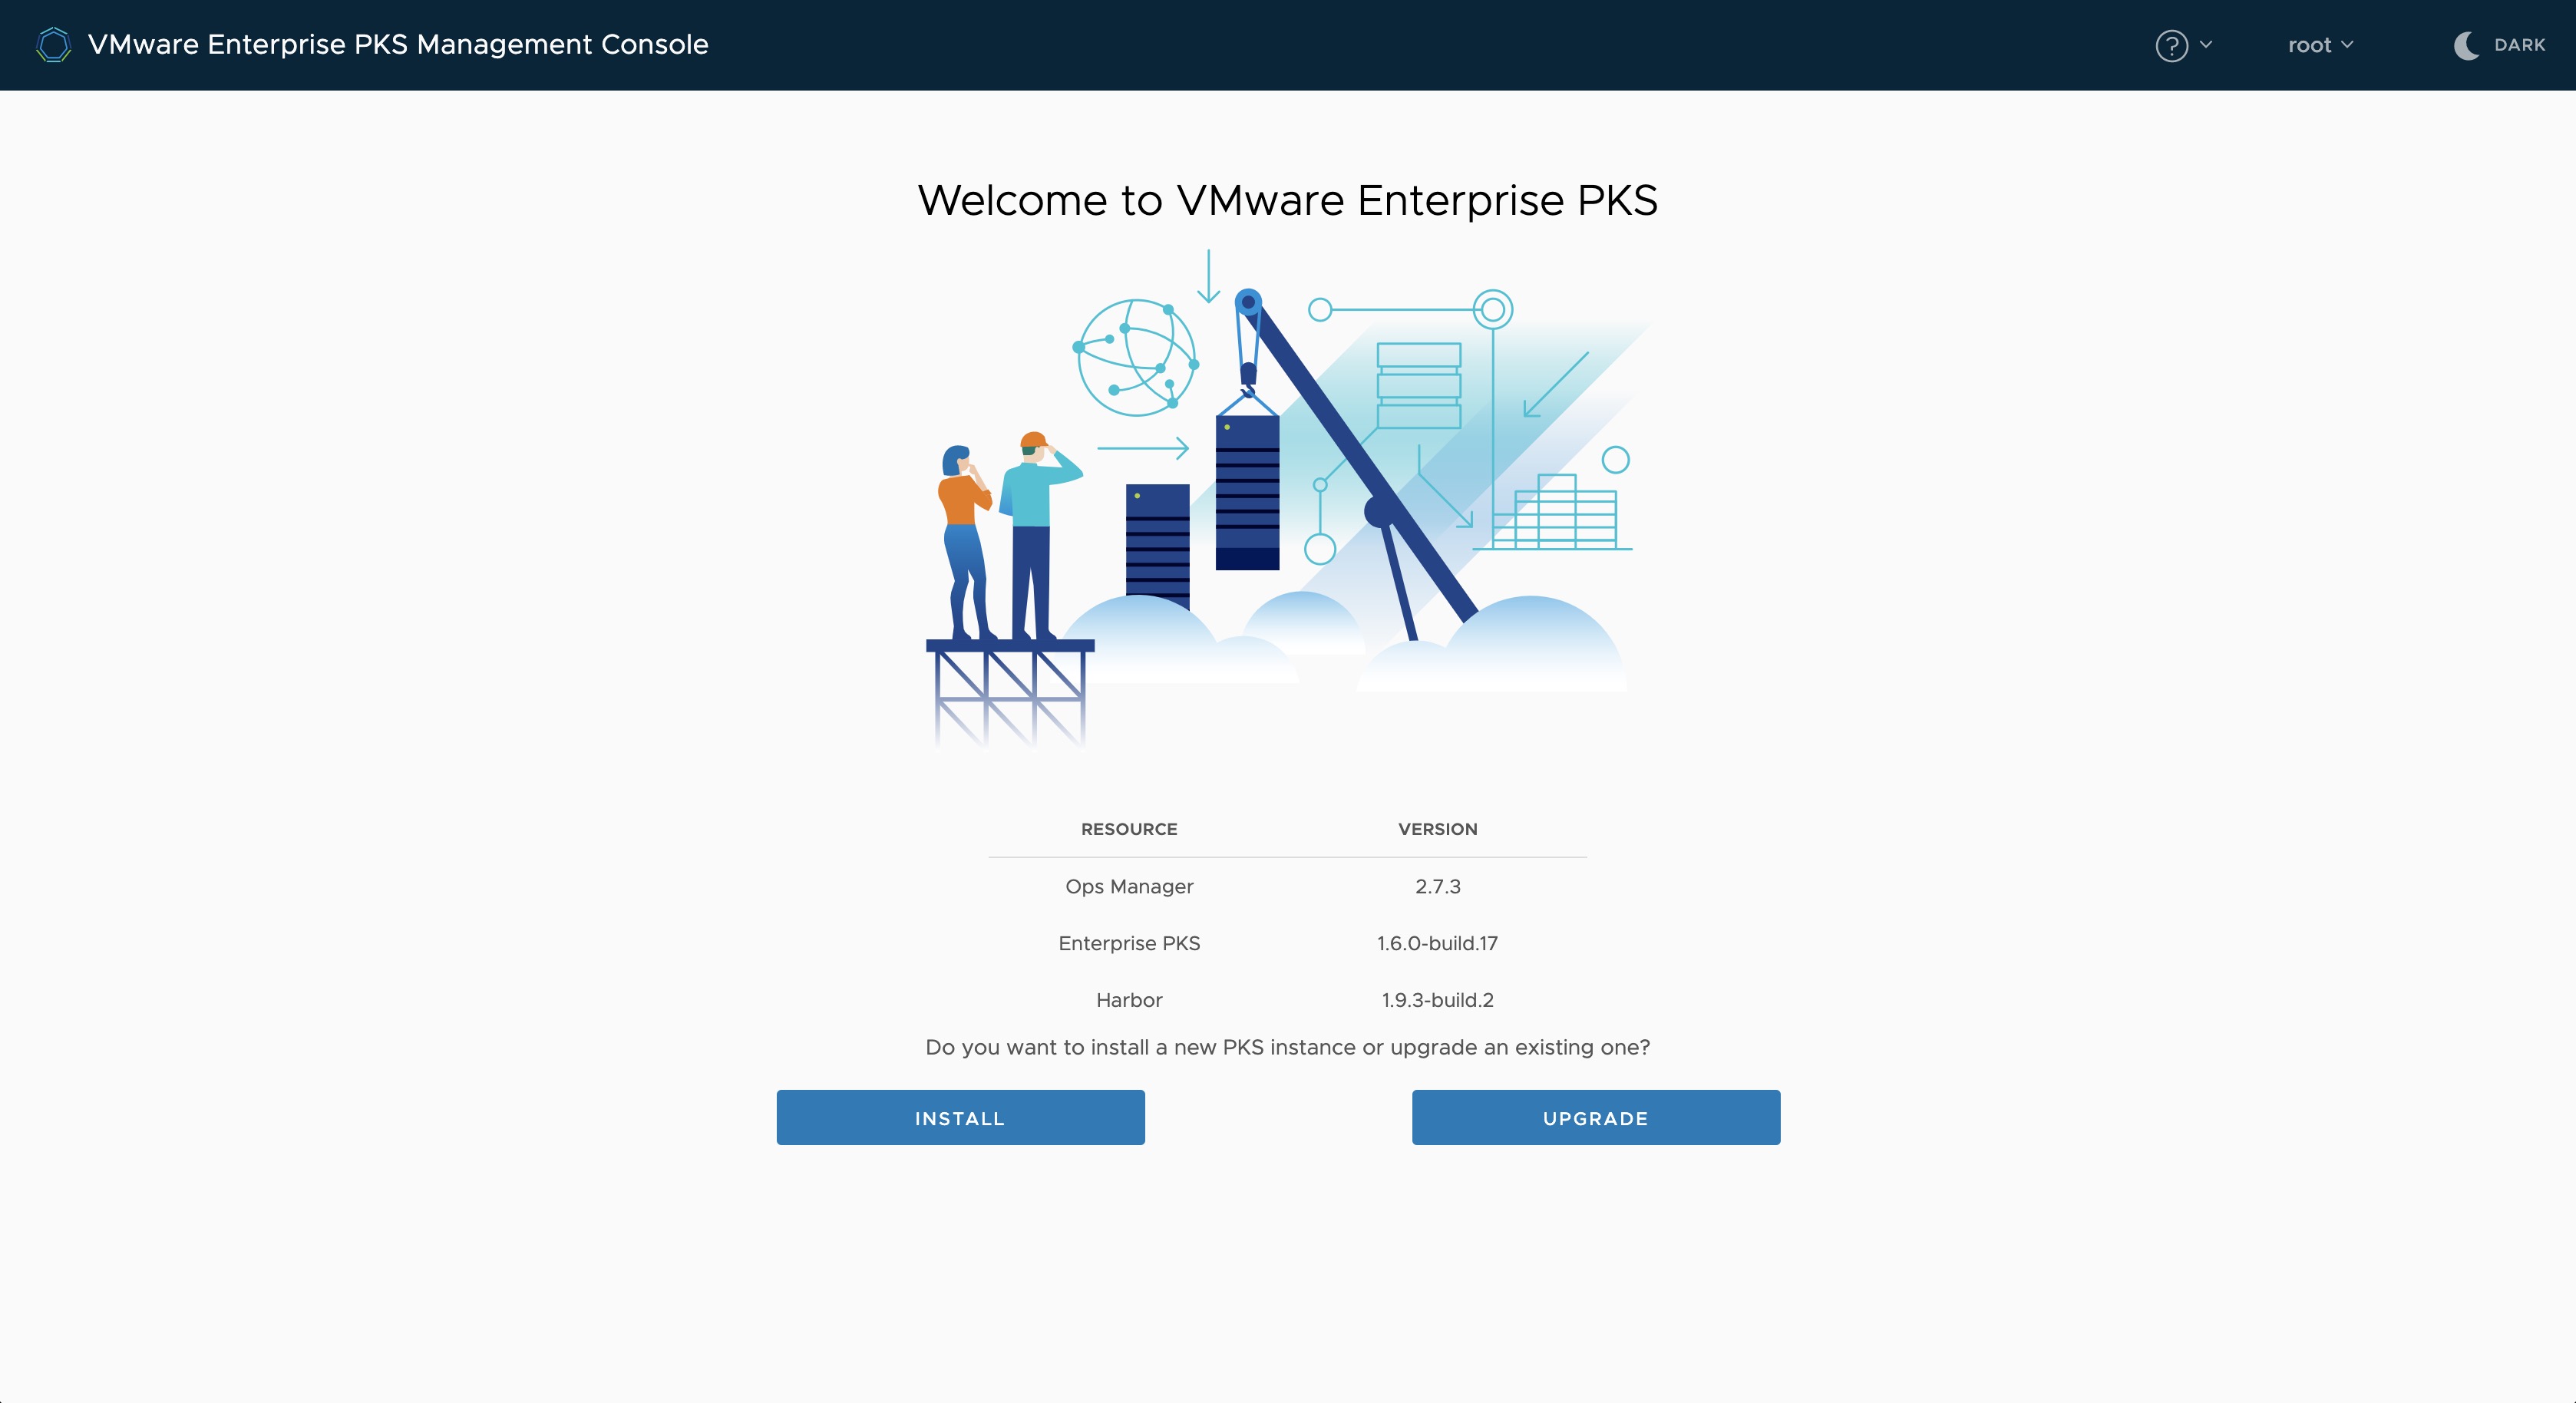 VMware Enterprise PKS Management Console
? root DARK
Welcome to VMware Enterprise PKS
RESOURCE VERSION
Ops Manager 2.7.3
Enterprise PKS 1.6.0-build.17
Harbor 1.9.3-build.2
Do you want to install a new PKS instance or upgrade an existing one?
INSTALL UPGRADE